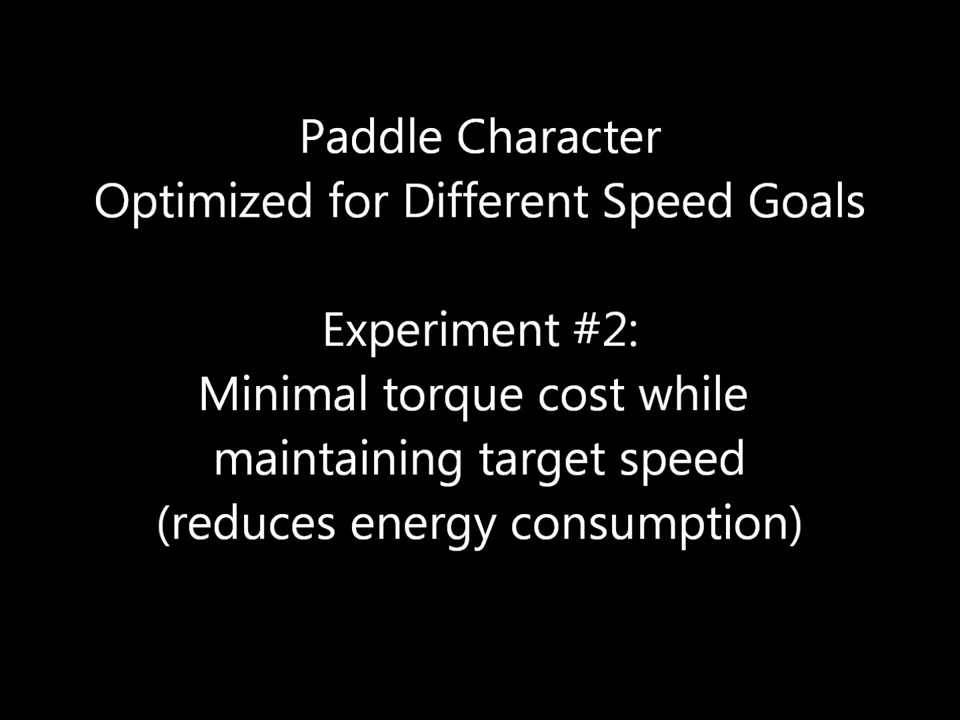 Paddle Character
Optimized for Different Speed Goals
Experiment #2:
Minimal torque cost while
maintaining target speed
(reduces energy consumption)